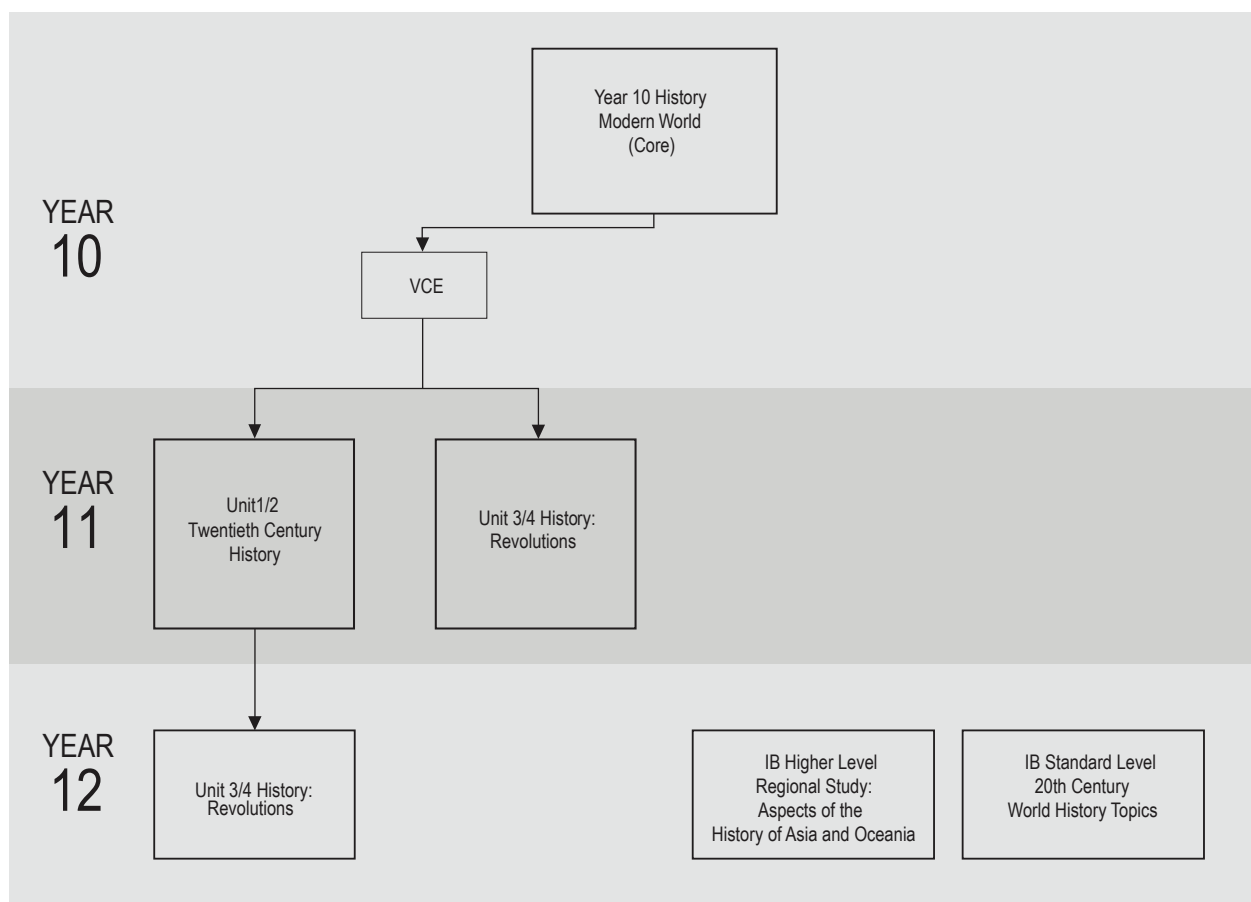 Year 10 History
Modern World
(Core)
YEAR
10
VCE
YEAR
11
Unit1/2
Twentieth Century
History
Unit 3/4 History:
Revolutions
YEAR
12
Unit 3/4 History:
Revolutions
IB Higher Level
Regional Study:
Aspects of the
History of Asia and Oceania
IB Standard Level
20th Century
World History Topics